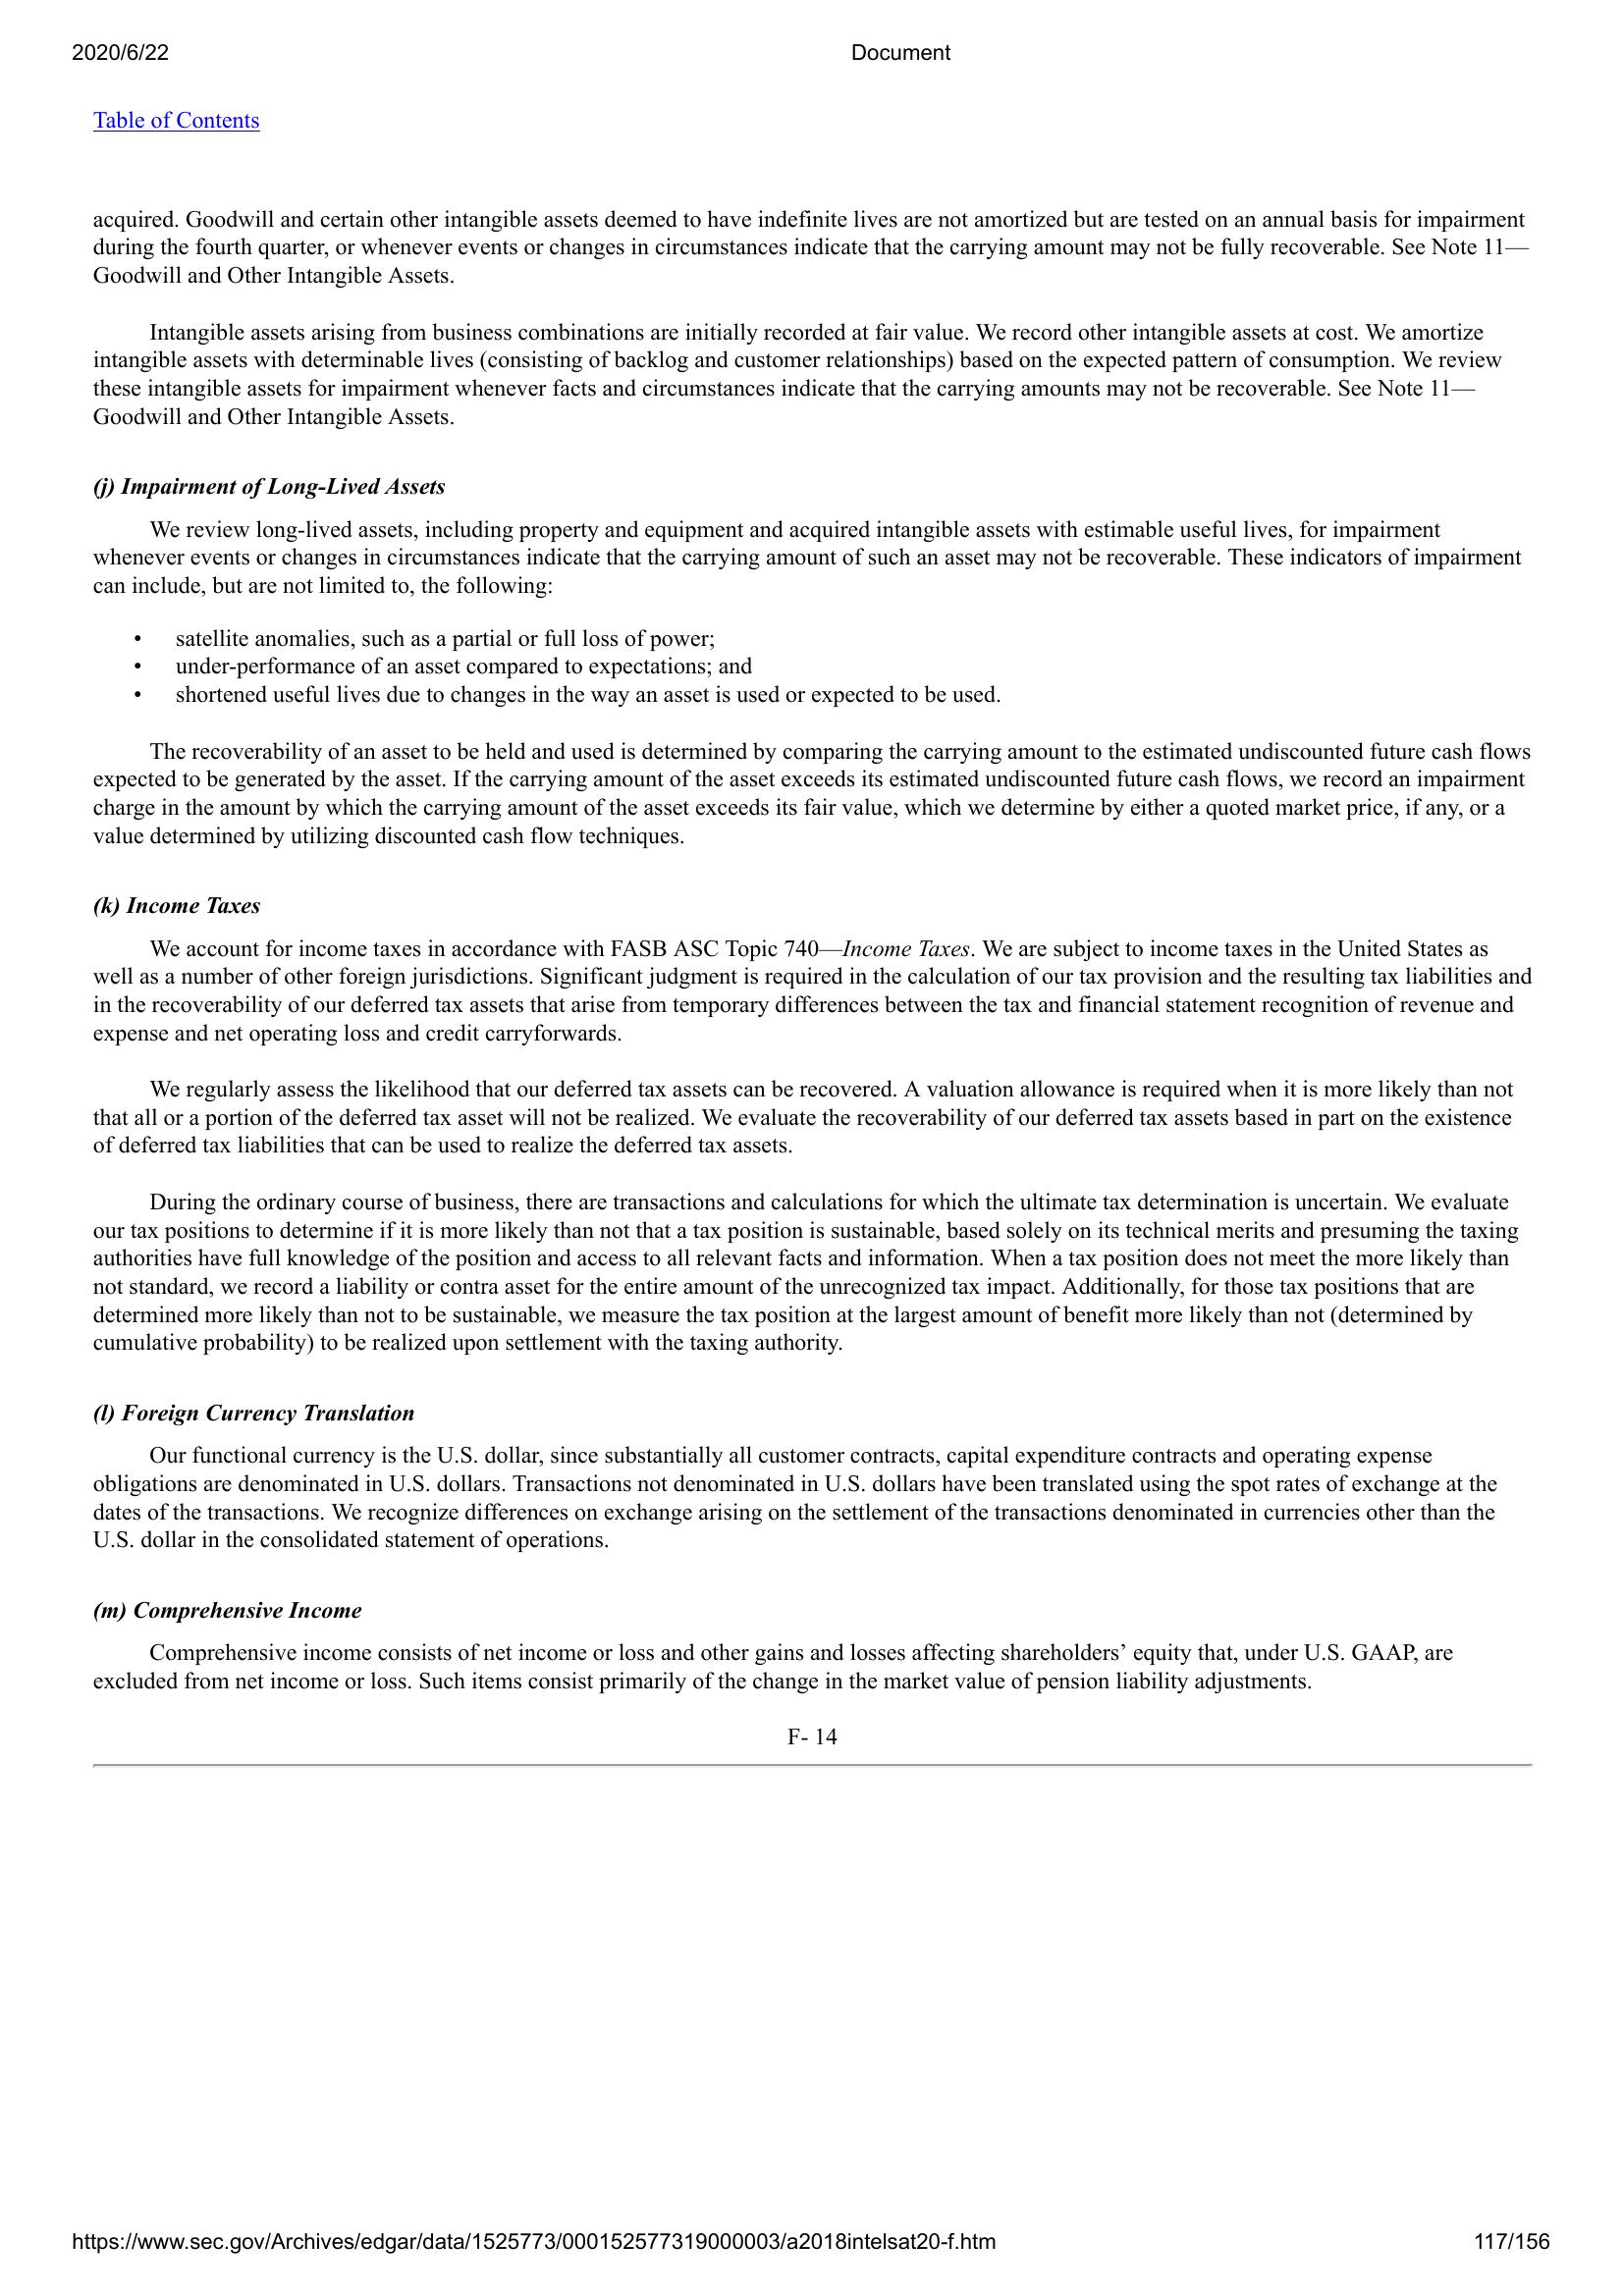 2020/6/22 Document
Table of Contents
acquired. Goodwill and certain other intangible assets deemed to have indefinite lives are not amortized but are tested on an annual basis for impairment
during the fourth quarter, or whenever events or changes in circumstances indicate that the carrying amount may not be fully recoverable. See Note 11—
Goodwill and Other Intangible Assets.
Intangible assets arising from business combinations are initially recorded at fair value. We record other intangible assets at cost. We amortize
intangible assets with determinable lives (consisting of backlog and customer relationships) based on the expected pattern of consumption. We review
these intangible assets for impairment whenever facts and circumstances indicate that the carrying amounts may not be recoverable. See Note 11—
Goodwill and Other Intangible Assets.
(j) Impairment of Long-Lived Assets
We review long-lived assets, including property and equipment and acquired intangible assets with estimable useful lives, for impairment
whenever events or changes in circumstances indicate that the carrying amount of such an asset may not be recoverable. These indicators of impairment
can include, but are not limited to, the following:
• satellite anomalies, such as a partial or full loss of power;
• under-performance of an asset compared to expectations; and
• shortened useful lives due to changes in the way an asset is used or expected to be used.
The recoverability of an asset to be held and used is determined by comparing the carrying amount to the estimated undiscounted future cash flows
expected to be generated by the asset. If the carrying amount of the asset exceeds its estimated undiscounted future cash flows, we record an impairment
charge in the amount by which the carrying amount of the asset exceeds its fair value, which we determine by either a quoted market price, if any, or a
value determined by utilizing discounted cash flow techniques.
(k) Income Taxes
We account for income taxes in accordance with FASB ASC Topic 740—Income Taxes. We are subject to income taxes in the United States as
well as a number of other foreign jurisdictions. Significant judgment is required in the calculation of our tax provision and the resulting tax liabilities and
in the recoverability of our deferred tax assets that arise from temporary differences between the tax and financial statement recognition of revenue and
expense and net operating loss and credit carryforwards.
We regularly assess the likelihood that our deferred tax assets can be recovered. A valuation allowance is required when it is more likely than not
that all or a portion of the deferred tax asset will not be realized. We evaluate the recoverability of our deferred tax assets based in part on the existence
of deferred tax liabilities that can be used to realize the deferred tax assets.
During the ordinary course of business, there are transactions and calculations for which the ultimate tax determination is uncertain. We evaluate
our tax positions to determine if it is more likely than not that a tax position is sustainable, based solely on its technical merits and presuming the taxing
authorities have full knowledge of the position and access to all relevant facts and information. When a tax position does not meet the more likely than
not standard, we record a liability or contra asset for the entire amount of the unrecognized tax impact. Additionally, for those tax positions that are
determined more likely than not to be sustainable, we measure the tax position at the largest amount of benefit more likely than not (determined by
cumulative probability) to be realized upon settlement with the taxing authority.
(l) Foreign Currency Translation
Our functional currency is the U.S. dollar, since substantially all customer contracts, capital expenditure contracts and operating expense
obligations are denominated in U.S. dollars. Transactions not denominated in U.S. dollars have been translated using the spot rates of exchange at the
dates of the transactions. We recognize differences on exchange arising on the settlement of the transactions denominated in currencies other than the
U.S. dollar in the consolidated statement of operations.
(m) Comprehensive Income
Comprehensive income consists of net income or loss and other gains and losses affecting shareholders’ equity that, under U.S. GAAP, are
excluded from net income or loss. Such items consist primarily of the change in the market value of pension liability adjustments.
F- 14
https://www.sec.gov/Archives/edgar/data/1525773/000152577319000003/a2018intelsat20-f.htm 117/156